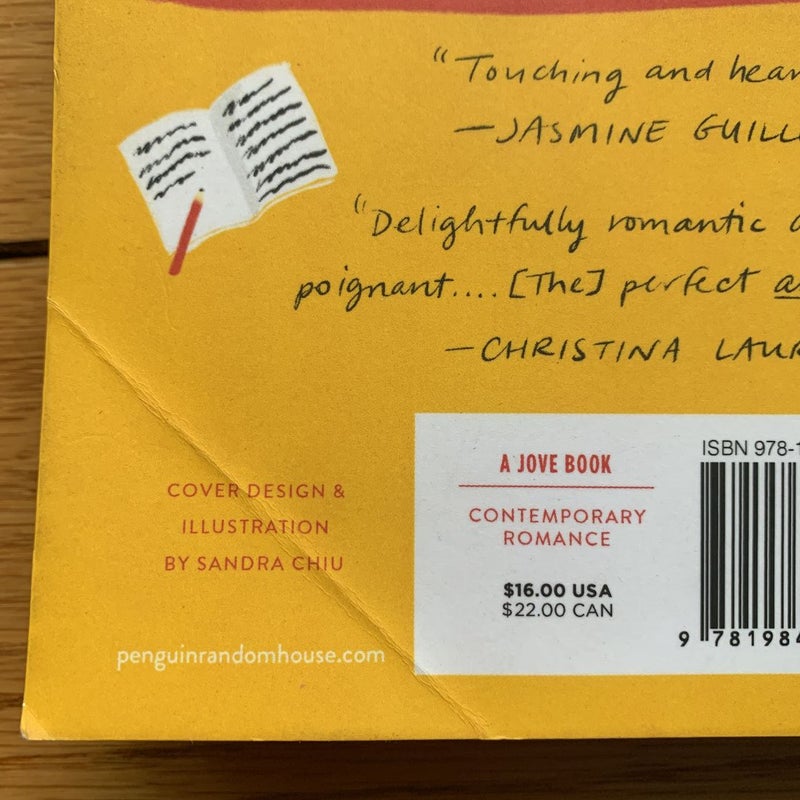 “Touching and hear
—JASMINE GUILL
“Delightfully romantic a
poignant.... [The] perfect a
—CHRISTINA LAUR
ISBN 978-1
A JOVE BOOK
CONTEMPORARY
ROMANCE
$16.00 USA
$22.00 CAN
9 781984
COVER DESIGN &
ILLUSTRATION
BY SANDRA CHIU
penguinrandomhouse.com